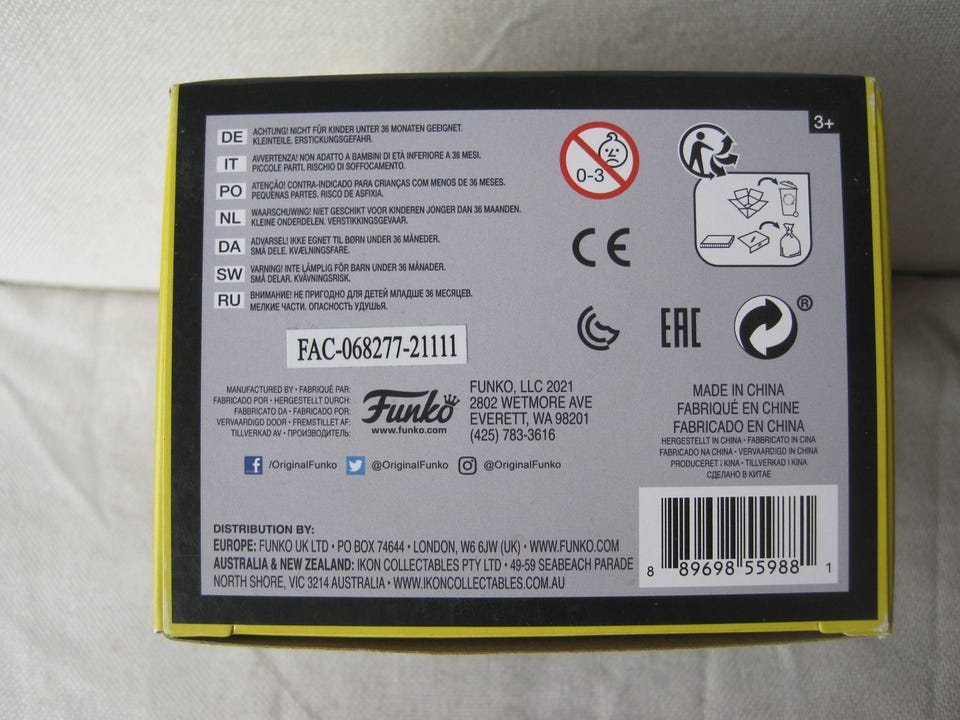 3+
DE ACHTUNG! NICHT FÜR KINDER UNTER 36 MONATEN GEEIGNET.
KLEINTEILE. ERSTICKUNGSGEFAHR.
IT AVVERTENZA! NON ADATTO A BAMBINI DI ETÀ INFERIORE A 36 MESI.
PICCOLE PARTI. RISCHIO DI SOFFOCAMENTO.
PO ATENÇÃO! CONTRA-INDICADO PARA CRIANÇAS COM MENOS DE 36 MESES.
PEQUENAS PARTES. RISCO DE ASFIXIA.
NL WAARSCHUWING! NIET GESCHIKT VOOR KINDEREN JONGER DAN 36 MAANDEN.
KLEINE ONDERDELEN. VERSTIKKINGSGEVAAR.
DA ADVARSEL! IKKE EGNET TIL BØRN UNDER 36 MÅNEDER.
SMÅ DELE. KVÆLNINGSFARE.
SW VARNING! INTE LÄMPLIG FÖR BARN UNDER 36 MÅNADER.
SMÅ DELAR. KVÄVNINGSRISK.
RU ВНИМАНИЕ! НЕ ПРИГОДНО ДЛЯ ДЕТЕЙ МЛАДШЕ 36 МЕСЯЦЕВ.
МЕЛКИЕ ЧАСТИ. ОПАСНОСТЬ УДУШЬЯ.
0-3
CE
EAC
®
FAC-068277-21111
MANUFACTURED BY • FABRIQUÉ PAR:
FABRICADO POR • HERGESTELLT DURCH:
FABBRICATO DA • FABRICADO POR:
VERVAARDIGD DOOR • FREMSTILLET AF:
TILLVERKAD AV • ПРОИЗВОДИТЕЛЬ:
Funko
www.funko.com
FUNKO, LLC 2021
2802 WETMORE AVE
EVERETT, WA 98201
(425) 783-3616
MADE IN CHINA
FABRIQUÉ EN CHINE
FABRICADO EN CHINA
HERGESTELLT IN CHINA • FABBRICATO IN CINA
FABRICADO NA CHINA • VERVAARDIGD IN CHINA
PRODUCERET I KINA • TILLVERKAD I KINA
СДЕЛАНО В КИТАЕ
f /OriginalFunko @OriginalFunko @OriginalFunko
DISTRIBUTION BY:
EUROPE: FUNKO UK LTD • PO BOX 74644 • LONDON, W6 6JW (UK) • WWW.FUNKO.COM
AUSTRALIA & NEW ZEALAND: IKON COLLECTABLES PTY LTD • 49-59 SEABEACH PARADE
NORTH SHORE, VIC 3214 AUSTRALIA • WWW.IKONCOLLECTABLES.COM.AU
8 89698 55988 1